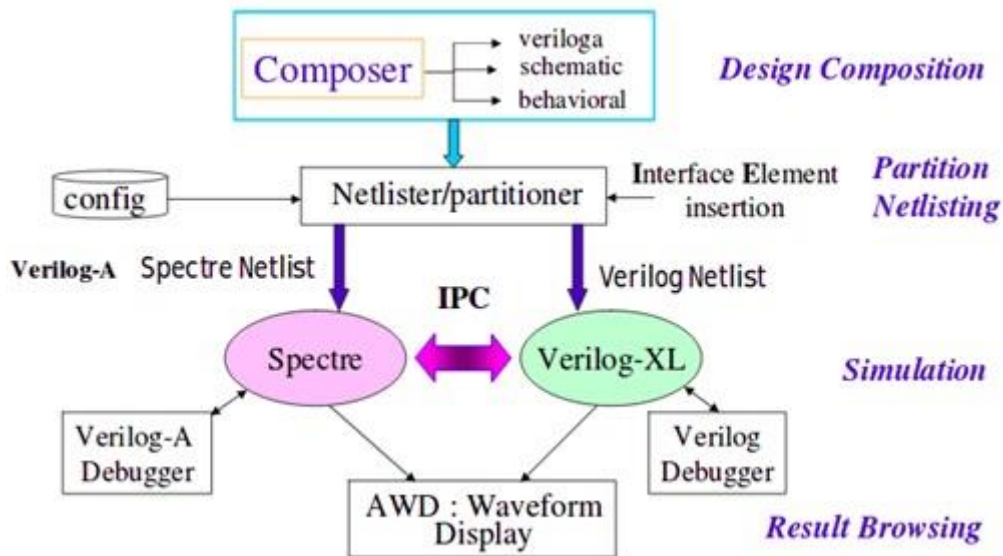 veriloga
Composer
schematic
behavioral
Design Composition
config
Netlister/partitioner
Interface Element
insertion
Partition
Netlisting
Verilog-A
Spectre Netlist
Verilog Netlist
IPC
Spectre
Verilog-XL
Simulation
Verilog-A
Debugger
Verilog
Debugger
AWD : Waveform
Display
Result Browsing